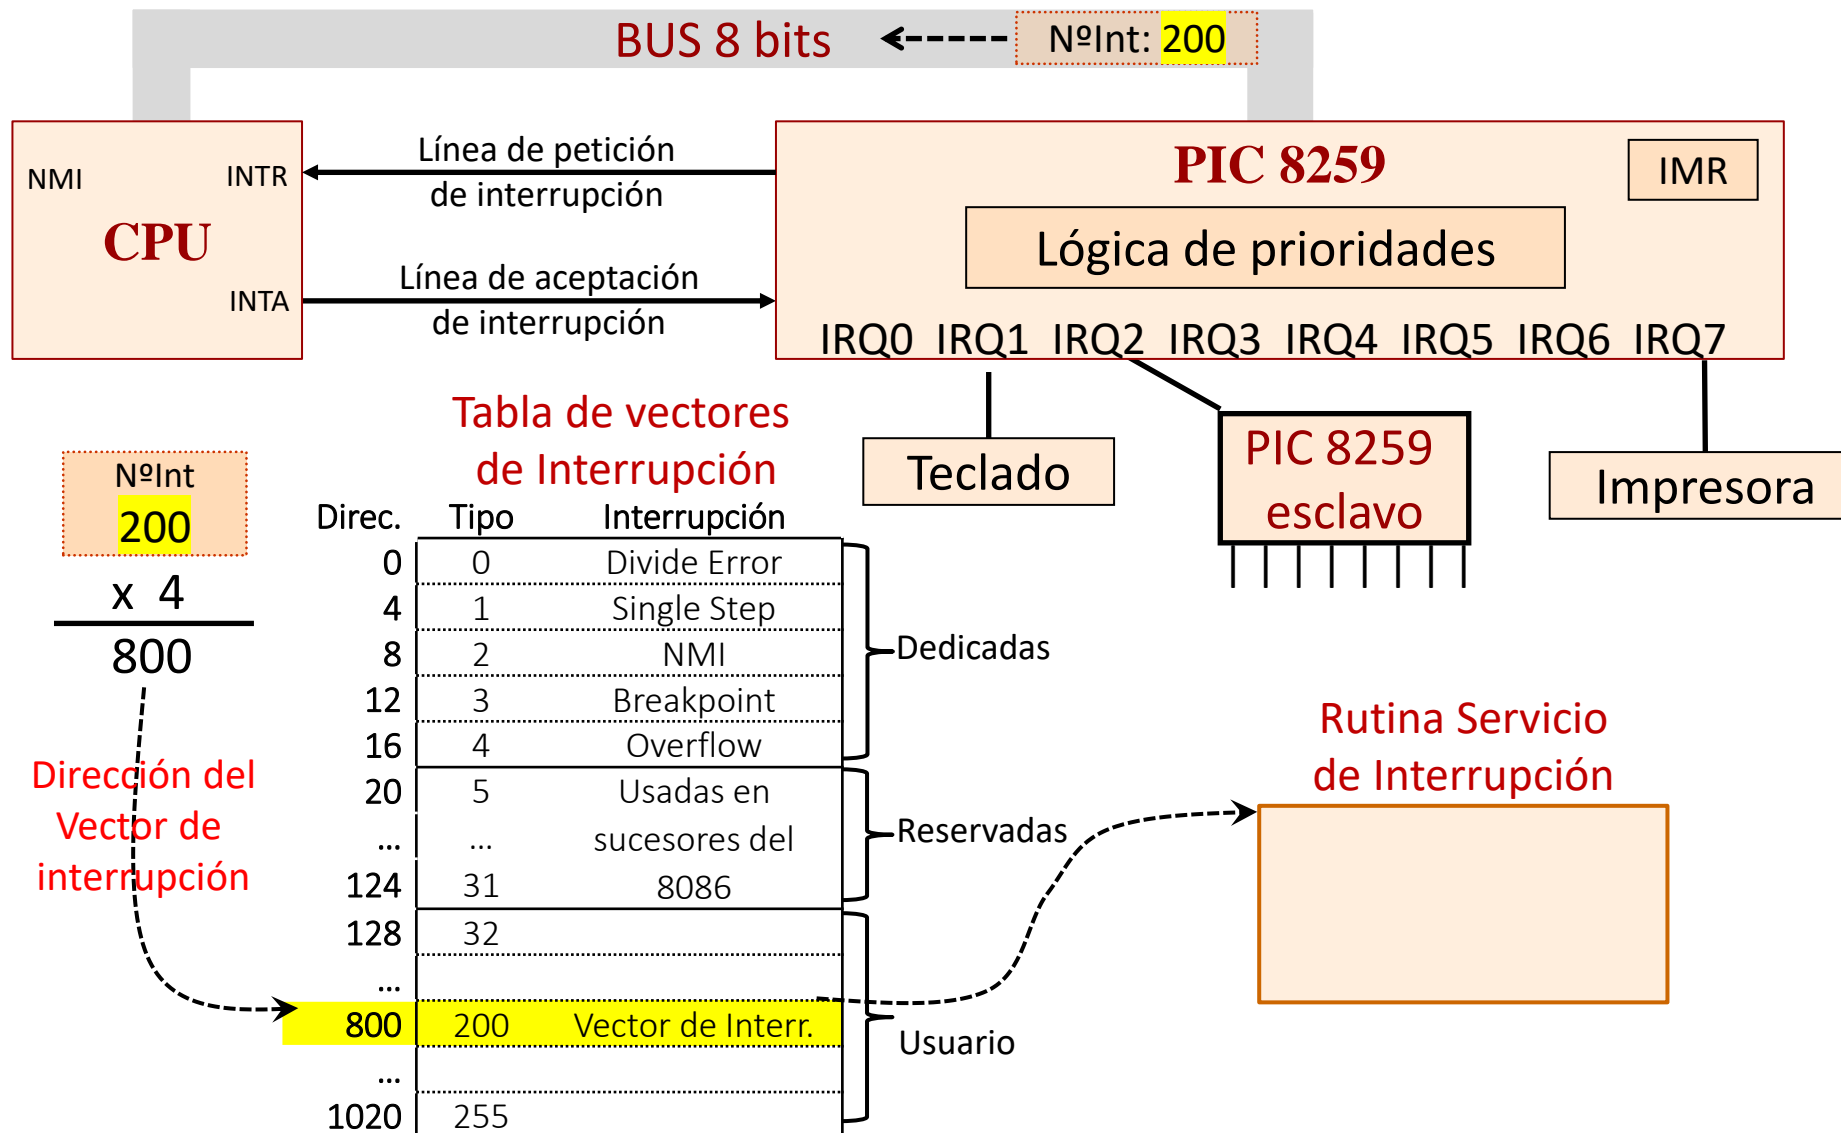 BUS 8 bits
NºInt: 200
NMI
INTR
CPU
INTA
Línea de petición
de interrupción
Línea de aceptación
de interrupción
PIC 8259
IMR
Lógica de prioridades
IRQ0 IRQ1 IRQ2 IRQ3 IRQ4 IRQ5 IRQ6 IRQ7
Teclado
PIC 8259
esclavo
Impresora
NºInt
200
x 4
800
Dirección del
Vector de
interrupción
Tabla de vectores
de Interrupción
Direc. Tipo Interrupción
0 0 Divide Error
4 1 Single Step
8 2 NMI
12 3 Breakpoint
16 4 Overflow
20 5 Usadas en
... ... sucesores del
124 31 8086
128 32
...
800 200 Vector de Interr.
...
1020 255
Dedicadas
Reservadas
Usuario
Rutina Servicio
de Interrupción